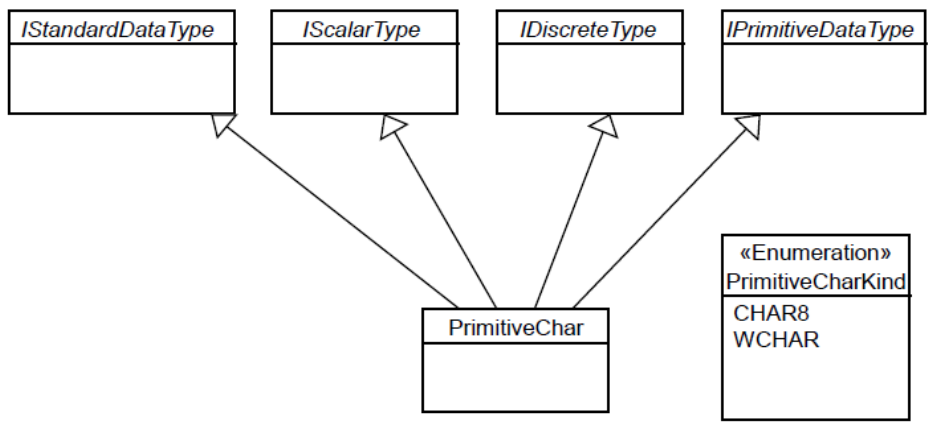 IStandardDataType
IScalarType
IDiscreteType
IPrimitiveDataType
«Enumeration»
PrimitiveCharKind
CHAR8
WCHAR
PrimitiveChar